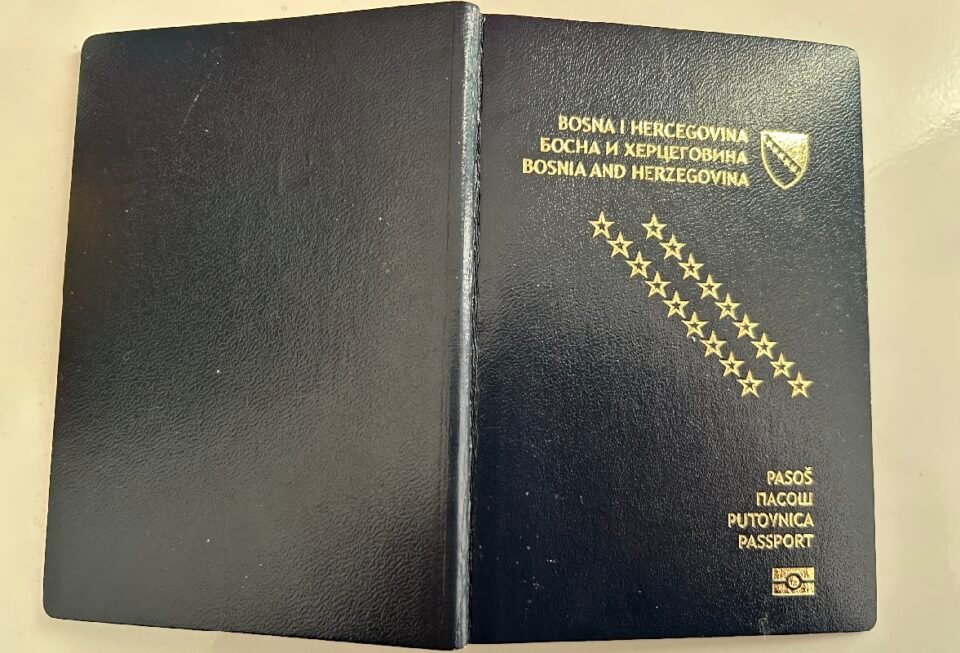 BOSNA I HERCEGOVINA
БОСНА И ХЕРЦЕГОВИНА
BOSNIA AND HERZEGOVINA
PASOŠ
ПАСОШ
PUTOVNICA
PASSPORT